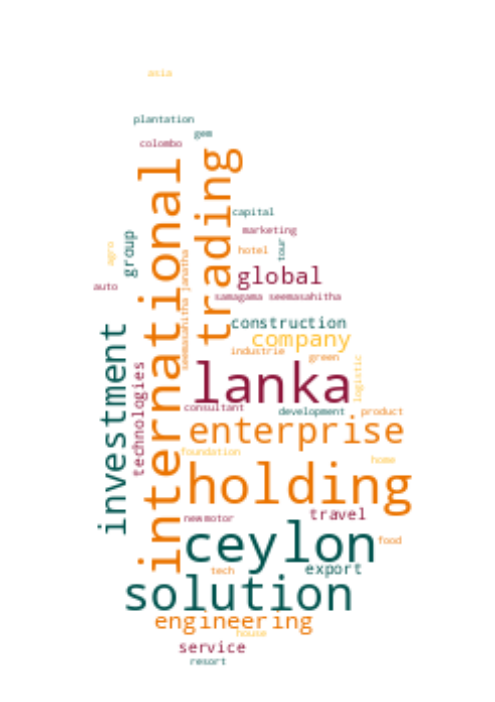 asia
plantation
gem
colombo
international
trading
capital
marketing
group
agro
hotel
tour
global
auto
seemasahitha janatha
samagama seemasahitha
construction
company
investment
industrie
green
technologies
lanka
logistic
consultant
development
product
enterprise
foundation
home
holding
newmotor
travel
ceylon
food
tech
export
solution
engineering
house
service
resort